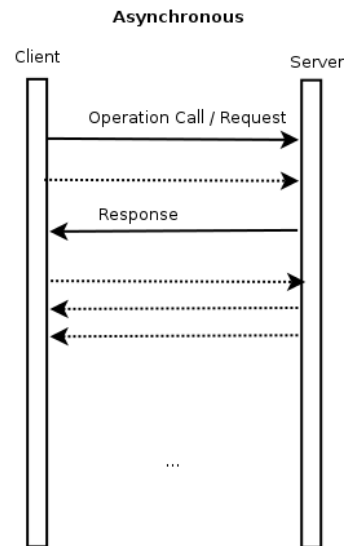 Asynchronous
Client
Server
Operation Call / Request
Response
...